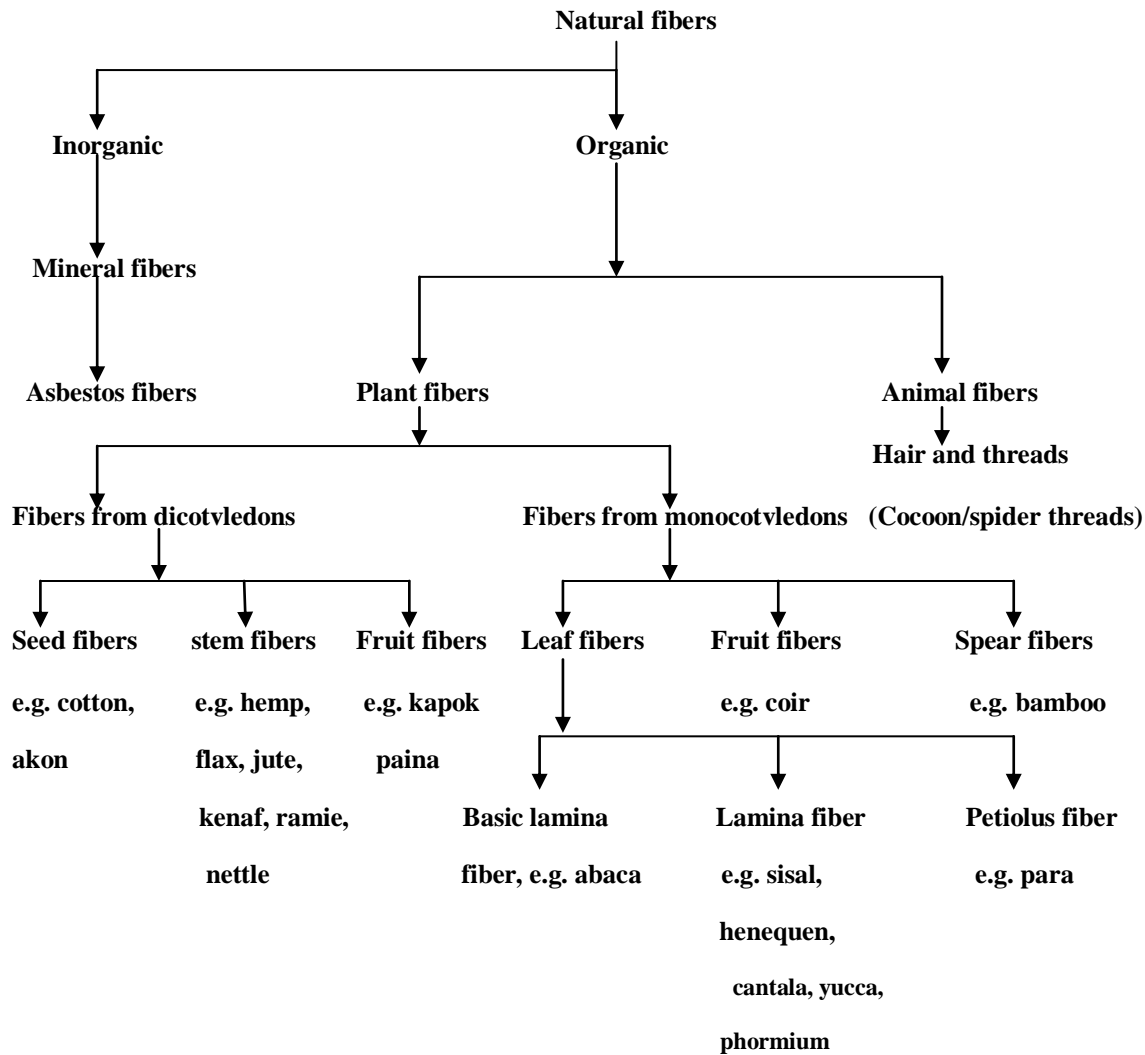 Natural fibers
Inorganic
Organic
Mineral fibers
Asbestos fibers
Plant fibers
Animal fibers
Hair and threads
Fibers from dicotvledons
Fibers from monocotvledons
(Cocoon/spider threads)
Seed fibers
e.g. cotton,
akon
stem fibers
e.g. hemp,
flax, jute,
kenaf, ramie,
nettle
Fruit fibers
e.g. kapok
paina
Leaf fibers
Fruit fibers
e.g. coir
Spear fibers
e.g. bamboo
Basic lamina
fiber, e.g. abaca
Lamina fiber
e.g. sisal,
henequen,
cantala, yucca,
phormium
Petiolus fiber
e.g. para